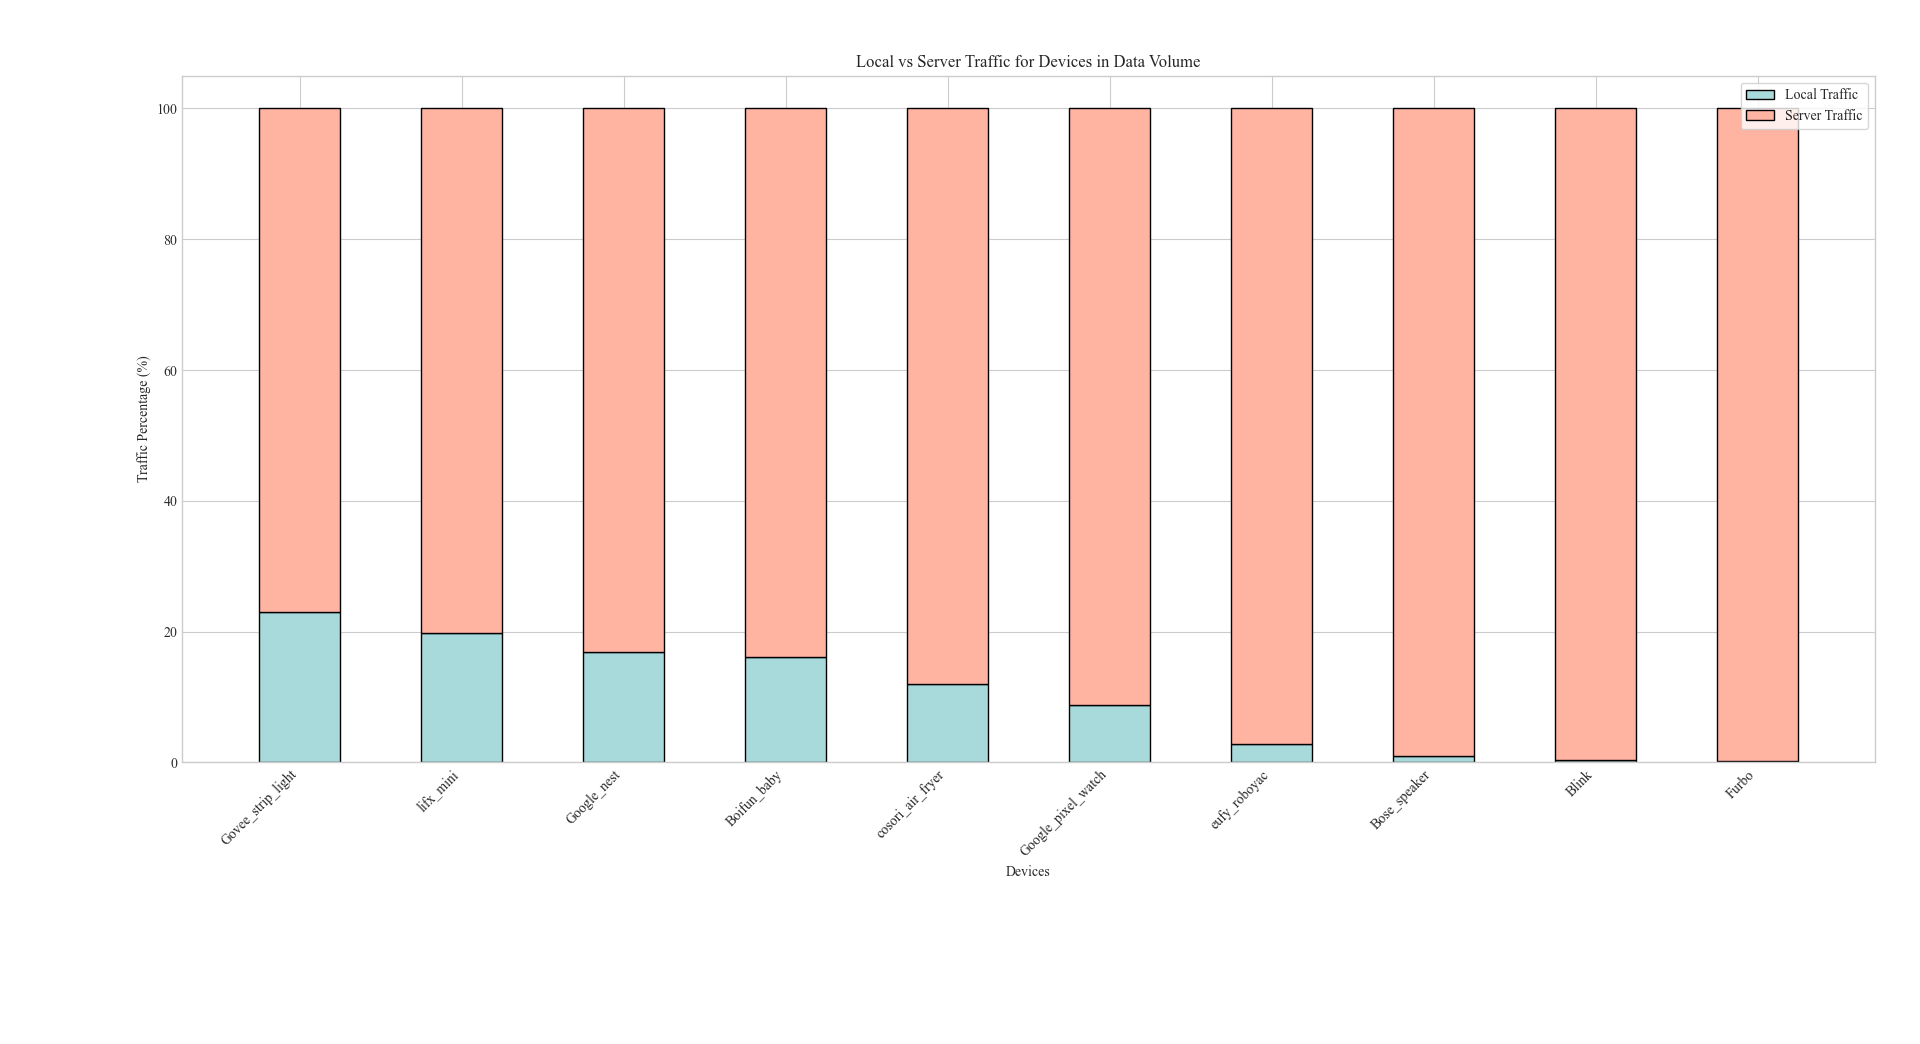 Local vs Server Traffic for Devices in Data Volume
Local Traffic
Server Traffic
100
80
60
40
20
0
Traffic Percentage (%)
Govee_strip_light
lifx_mini
Google_nest
Boifun_baby
cosori_air_fryer
Google_pixel_watch
eufy_robovac
Bose_speaker
Blink
Furbo
Devices